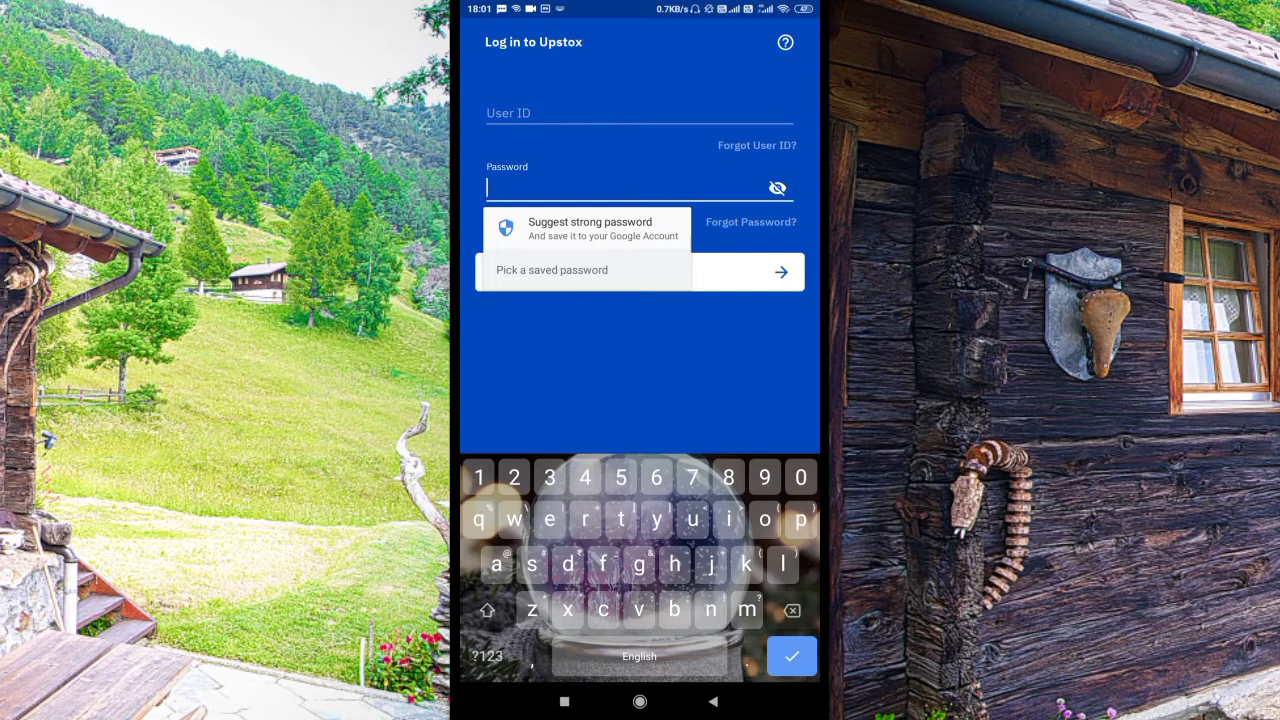 18:01 0.7KB/s 47
Log in to Upstox
User ID
Forgot User ID?
Password
Suggest strong password
And save it to your Google Account
Forgot Password?
Pick a saved password
1 2 3 4 5 6 7 8 9 0
q w e r t y u i o p
a s d f g h j k l
z x c v b n m
?123 , English .